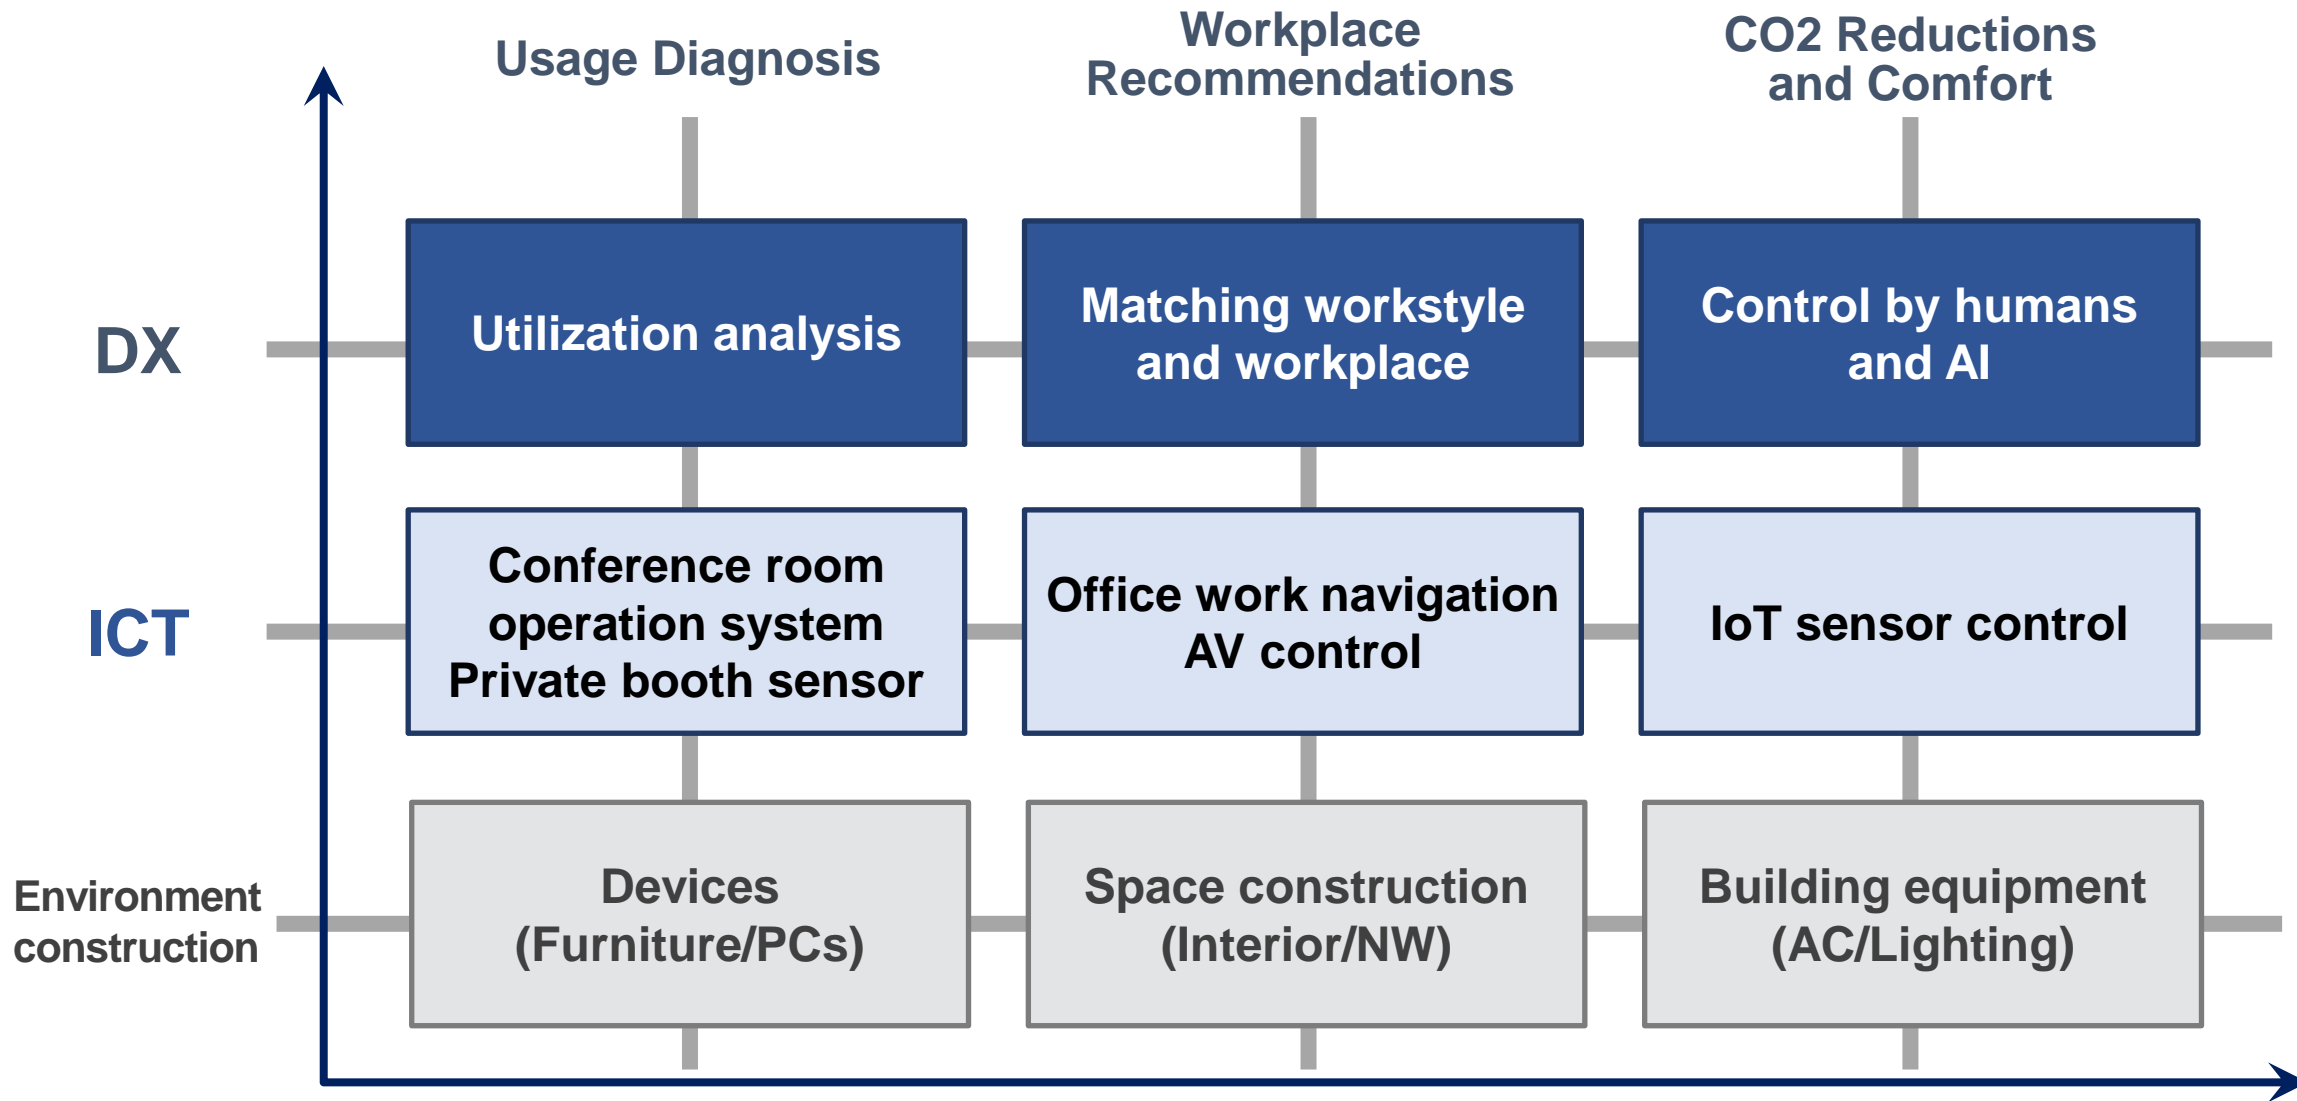 Usage Diagnosis
Workplace
Recommendations
CO2 Reductions
and Comfort
DX
Utilization analysis
Matching workstyle
and workplace
Control by humans
and AI
ICT
Conference room
operation system
Private booth sensor
Office work navigation
AV control
IoT sensor control
Environment
construction
Devices
(Furniture/PCs)
Space construction
(Interior/NW)
Building equipment
(AC/Lighting)